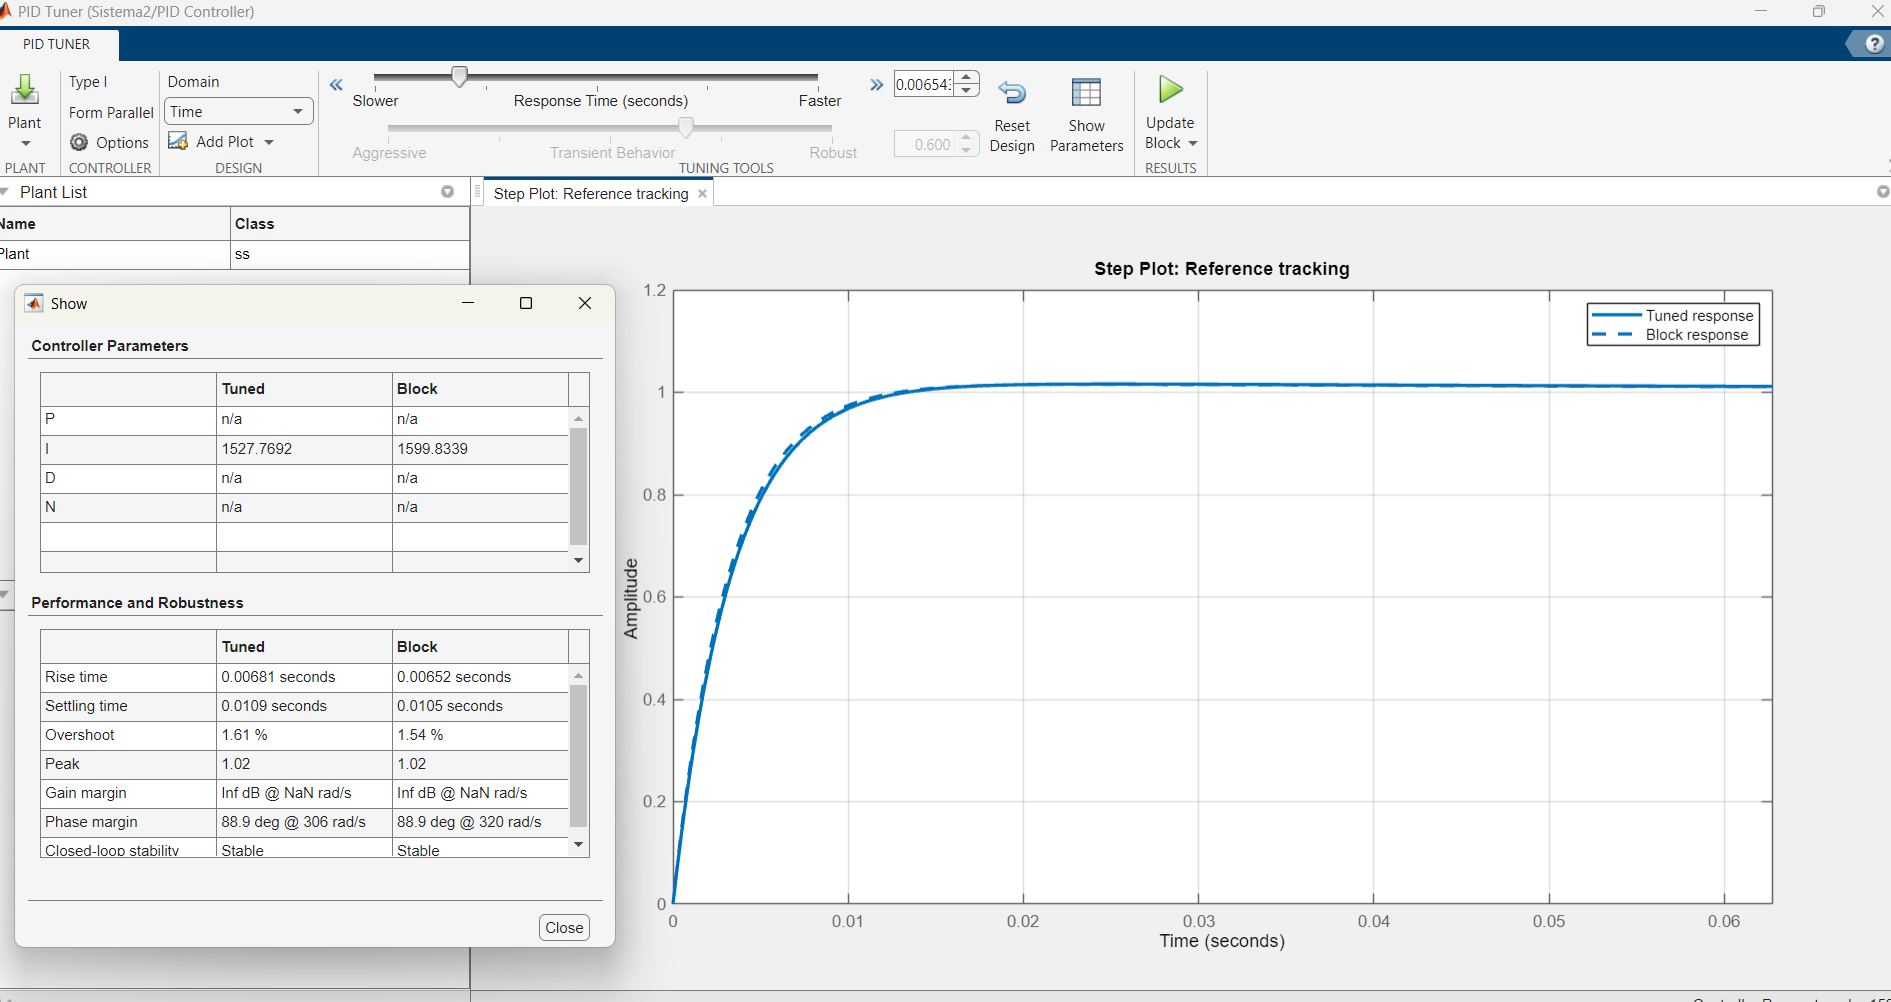 PID Tuner (Sistema2/PID Controller)
PID TUNER
Plant
PLANT
Type I
Form Parallel
Options
CONTROLLER
Domain
Time
Add Plot
DESIGN
Slower
Response Time (seconds)
Faster
0.00654
Aggressive
Transient Behavior
Robust
0.600
TUNING TOOLS
Reset
Design
Show
Parameters
Update
Block
RESULTS
Plant List
Name Class
Plant ss
Step Plot: Reference tracking
Show
Controller Parameters
Tuned Block
P n/a n/a
I 1527.7692 1599.8339
D n/a n/a
N n/a n/a
Performance and Robustness
Tuned Block
Rise time 0.00681 seconds 0.00652 seconds
Settling time 0.0109 seconds 0.0105 seconds
Overshoot 1.61 % 1.54 %
Peak 1.02 1.02
Gain margin Inf dB @ NaN rad/s Inf dB @ NaN rad/s
Phase margin 88.9 deg @ 306 rad/s 88.9 deg @ 320 rad/s
Closed-loop stability Stable Stable
Close
Step Plot: Reference tracking
Tuned response
Block response
1.2
1
0.8
0.6
0.4
0.2
0
Amplitude
0 0.01 0.02 0.03 0.04 0.05 0.06
Time (seconds)